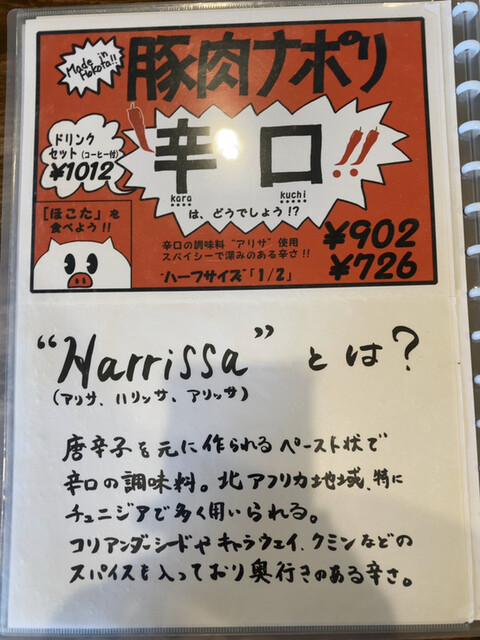 Made in
Hokota!!
豚肉ナポリ
ドリンク
セット(コーヒー付)
¥1012
辛口!!
kara kuchi
は、どうでしょう!?
「ほこた」を
食べよう!!
辛口の調味料"アリサ"使用
スパイシーで深みのある辛さ!!
¥902
"ハーフサイズ"「1/2」 ¥726
"Harrissa" とは?
(アリサ、ハリッサ、アリッサ)
唐辛子を元に作られるペースト状で
辛口の調味料。北アフリカ地域、特に
チュニジアで多く用いられる。
コリアンダーシードやキャラウェイ、クミンなどの
スパイスも入っており奥行きのある辛さ。